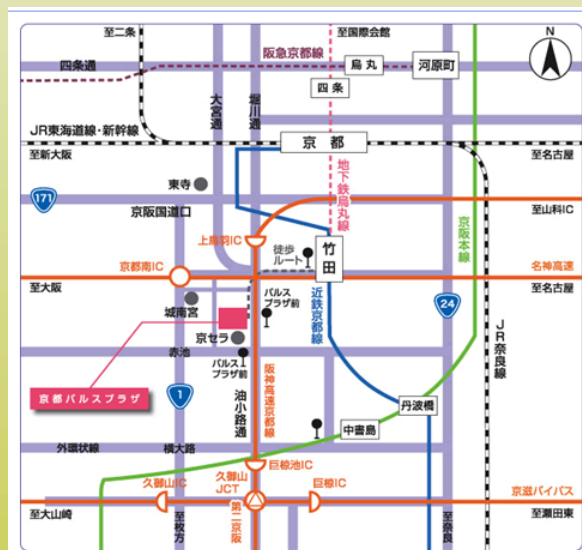 至二条
至国際会館
N
阪急京都線
四条通
烏丸
河原町
四条
大宮通
堀川通
JR東海道線・新幹線
京都
至新大阪
至名古屋
地下鉄烏丸線
東寺
171
京阪国道口
至山科IC
京阪本線
上鳥羽IC
徒歩
ルート
竹田
京都南IC
名神高速
至大阪
至名古屋
パルス
プラザ前
近鉄京都線
24
城南宮
JR奈良線
京セラ
赤池
パルス
プラザ前
京都パルスプラザ
1
阪神高速京都線
油小路通
丹波橋
中書島
外環状線
横大路
巨椋池IC
久御山IC
久御山
JCT
巨椋IC
京滋バイパス
至大山崎
至枚方
第二京阪
至奈良
至瀬田東